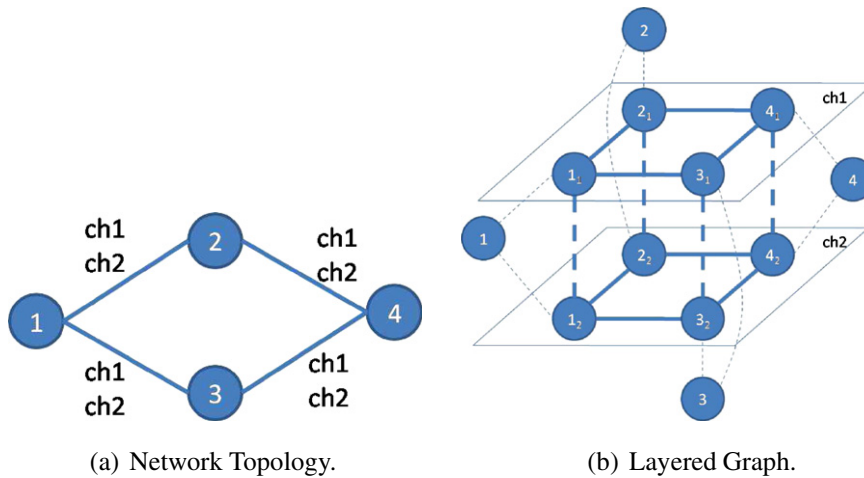 ch1
ch2
2
ch1
ch2
1
4
ch1
ch2
3
ch1
ch2
(a) Network Topology.
2
ch1
2₁
4₁
1₁
3₁
4
1
ch2
2₂
4₂
1₂
3₂
3
(b) Layered Graph.